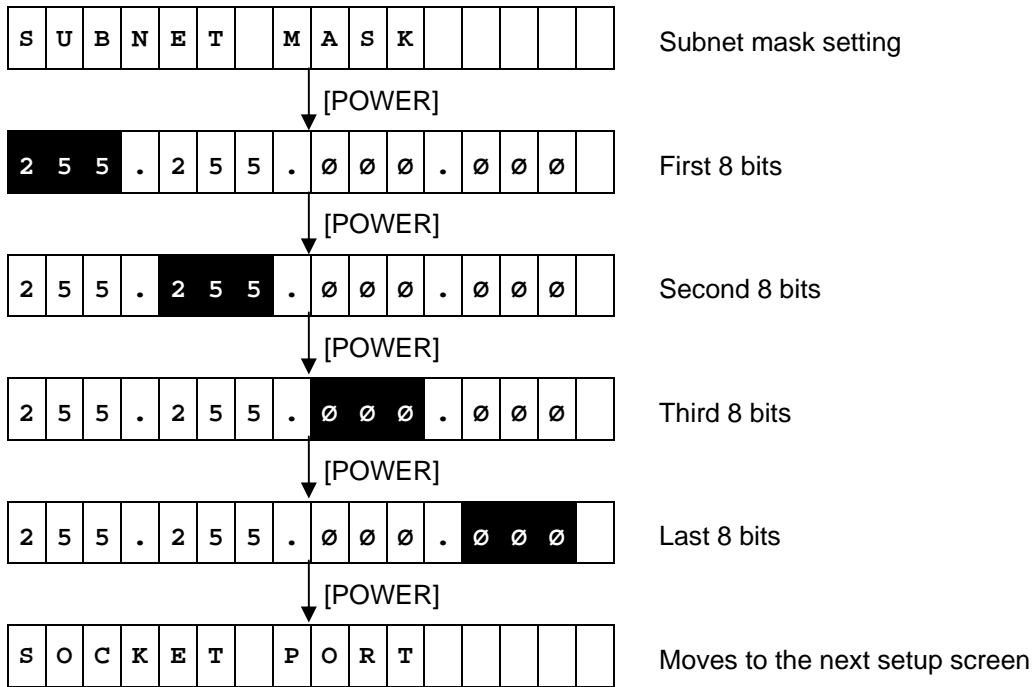 SUBNET MASK Subnet mask setting
[POWER]
255.255.ØØØ.ØØØ First 8 bits
[POWER]
255.255.ØØØ.ØØØ Second 8 bits
[POWER]
255.255.ØØØ.ØØØ Third 8 bits
[POWER]
255.255.ØØØ.ØØØ Last 8 bits
[POWER]
SOCKET PORT Moves to the next setup screen